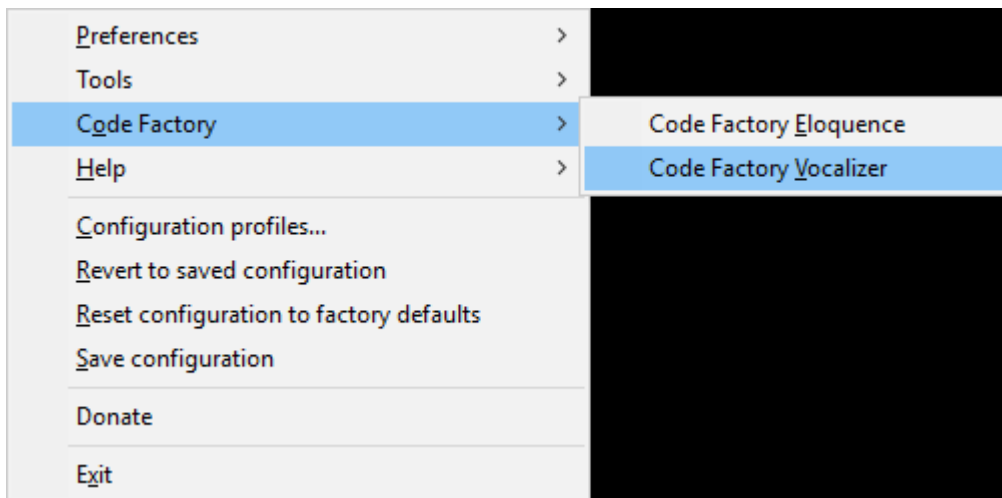 Preferences
Tools
Code Factory
Code Factory Eloquence
Code Factory Vocalizer
Help
Configuration profiles...
Revert to saved configuration
Reset configuration to factory defaults
Save configuration
Donate
Exit